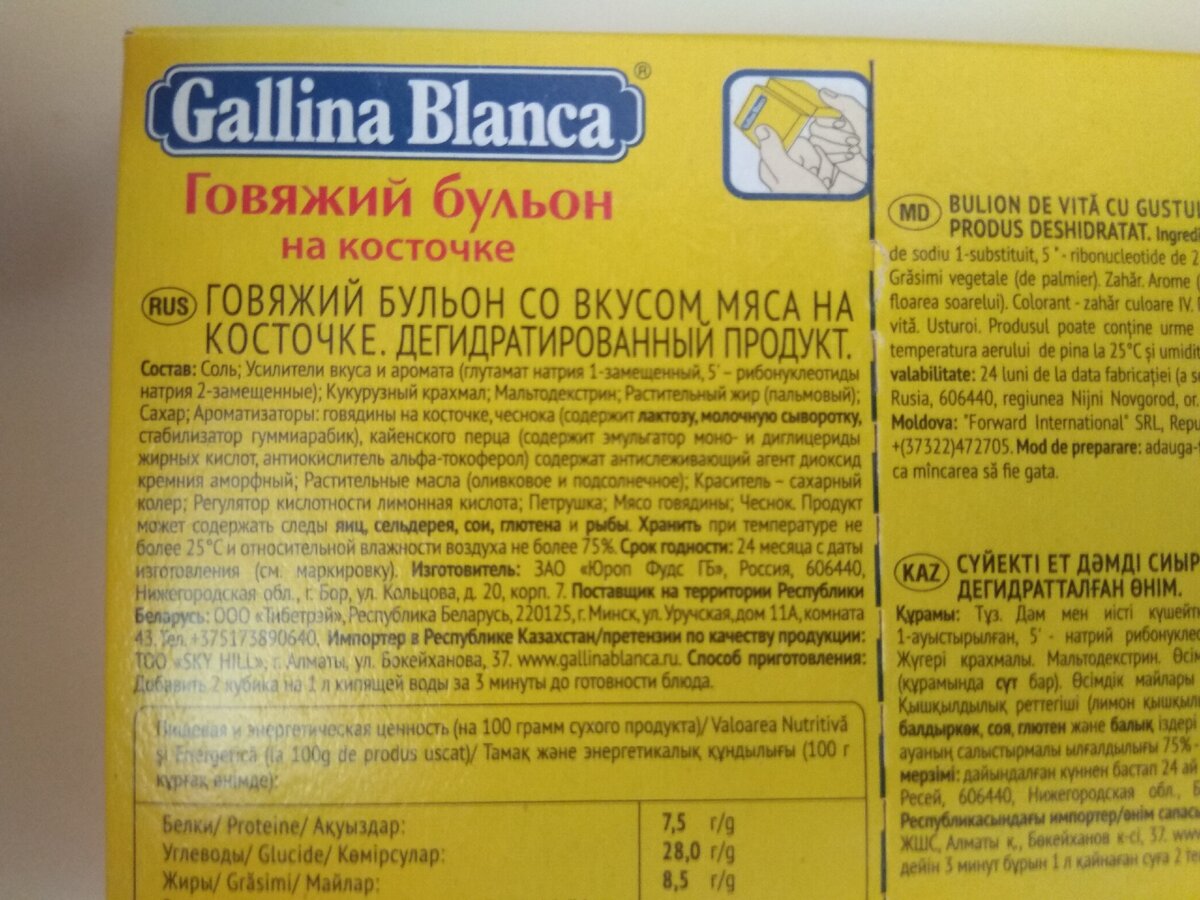 Gallina Blanca®
Говяжий бульон
на косточке
RUS ГОВЯЖИЙ БУЛЬОН СО ВКУСОМ МЯСА НА
КОСТОЧКЕ. ДЕГИДРАТИРОВАННЫЙ ПРОДУКТ.
Состав: Соль; Усилители вкуса и аромата (глутамат натрия 1-замещенный, 5' – рибонуклеотиды
натрия 2-замещенные); Кукурузный крахмал; Мальтодекстрин; Растительный жир (пальмовый);
Сахар; Ароматизаторы: говядины на косточке, чеснока (содержит лактозу, молочную сыворотку,
стабилизатор гуммиарабик), кайенского перца (содержит эмульгатор моно- и диглицериды
жирных кислот, антиокислитель альфа-токоферол) содержат антислеживающий агент диоксид
кремния аморфный; Растительные масла (оливковое и подсолнечное); Краситель – сахарный
колер; Регулятор кислотности лимонная кислота; Петрушка; Мясо говядины; Чеснок. Продукт
может содержать следы яиц, сельдерея, сои, глютена и рыбы. Хранить при температуре не
более 25°С и относительной влажности воздуха не более 75%. Срок годности: 24 месяца с даты
изготовления (см. маркировку). Изготовитель: ЗАО «Юроп Фудс ГБ», Россия, 606440,
Нижегородская обл., г. Бор, ул. Кольцова, д. 20, корп. 7. Поставщик на территории Республики
Беларусь: ООО «Тибетрэй», Республика Беларусь, 220125, г. Минск, ул. Уручская, дом 11А, комната
43. Тел. +375173890640. Импортер в Республике Казахстан/претензии по качеству продукции:
ТОО «SKY HILL», г. Алматы, ул. Бокейханова, 37. www.gallinablanca.ru. Способ приготовления:
Добавить 2 кубика на 1 л кипящей воды за 3 минуты до готовности блюда.
Пищевая и энергетическая ценность (на 100 грамм сухого продукта)/ Valoarea Nutritivă
și Energetică (la 100g de produs uscat)/ Тамақ және энергетикалық құндылығы (100 г
құрғақ өнімде):
Белки/ Proteine/ Ақуыздар: 7,5 г/g
Углеводы/ Glucide/ Көмірсулар: 28,0 г/g
Жиры/ Grăsimi/ Майлар: 8,5 г/g
MD BULION DE VITĂ CU GUSTU
PRODUS DESHIDRATAT. Ingredi
de sodiu 1-substituit, 5'- ribonucleotide de 2
Grăsimi vegetale (de palmier). Zahăr. Arome (
floarea soarelui). Colorant - zahăr culoare IV.
vită. Usturoi. Produsul poate conține urme
temperatura aerului de pina la 25°C și umidit
valabilitate: 24 luni de la data fabricației (a s
Rusia, 606440, regiunea Nijni Novgorod, or.
Moldova: "Forward International" SRL, Repu
+(37322)472705. Mod de preparare: adauga-
ca mîncarea să fie gata.
KAZ СҮЙЕКТІ ЕТ ДӘМДІ СИЫР
ДЕГИДРАТТАЛҒАН ӨНІМ.
Құрамы: Тұз. Дәм мен иісті күшейт
1-ауыстырылған, 5' - натрий рибонуклео
Жүгері крахмалы. Мальтодекстрин. Өсім
(құрамында сүт бар). Өсімдік майлары
Қышқылдылық реттегіші (лимон қышқыл
балдыркөк, соя, глютен және балық іздері
ауаның салыстырмалы ылғалдылығы 75%
мерзімі: дайындалған күннен бастап 24 ай
Ресей, 606440, Нижегородская обл., Б
Республикасындағы импортер/өнім сапас
ЖШС, Алматы қ., Бөкейханов к-сі, 37. www
дейін 3 минут бұрын 1 л қайнаған суға 2 те